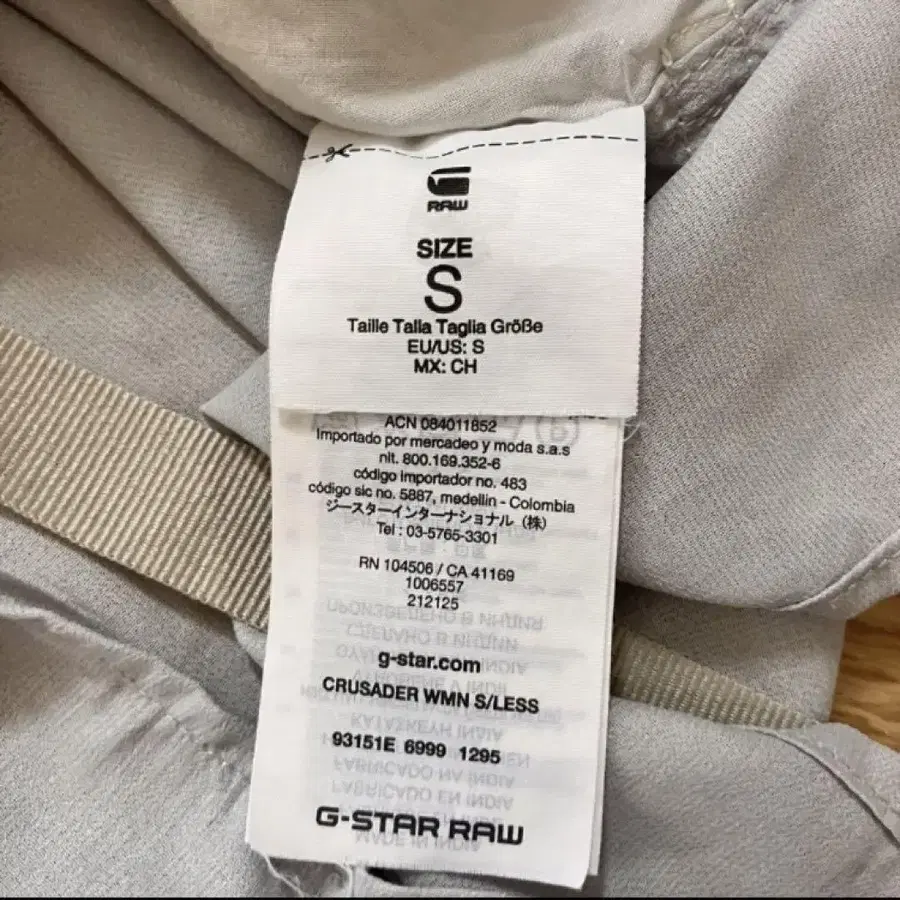 RAW
SIZE
S
Taille Talla Taglia Größe
EU/US: S
MX: CH
ACN 084011852
Importado por mercadeo y moda s.a.s
nit. 800.169.352-6
código importador no. 483
código sic no. 5887, medellin - Colombia
ジースターインターナショナル（株）
Tel : 03-5765-3301
RN 104506 / CA 41169
1006557
212125
g-star.com
CRUSADER WMN S/LESS
93151E 6999 1295
G-STAR RAW